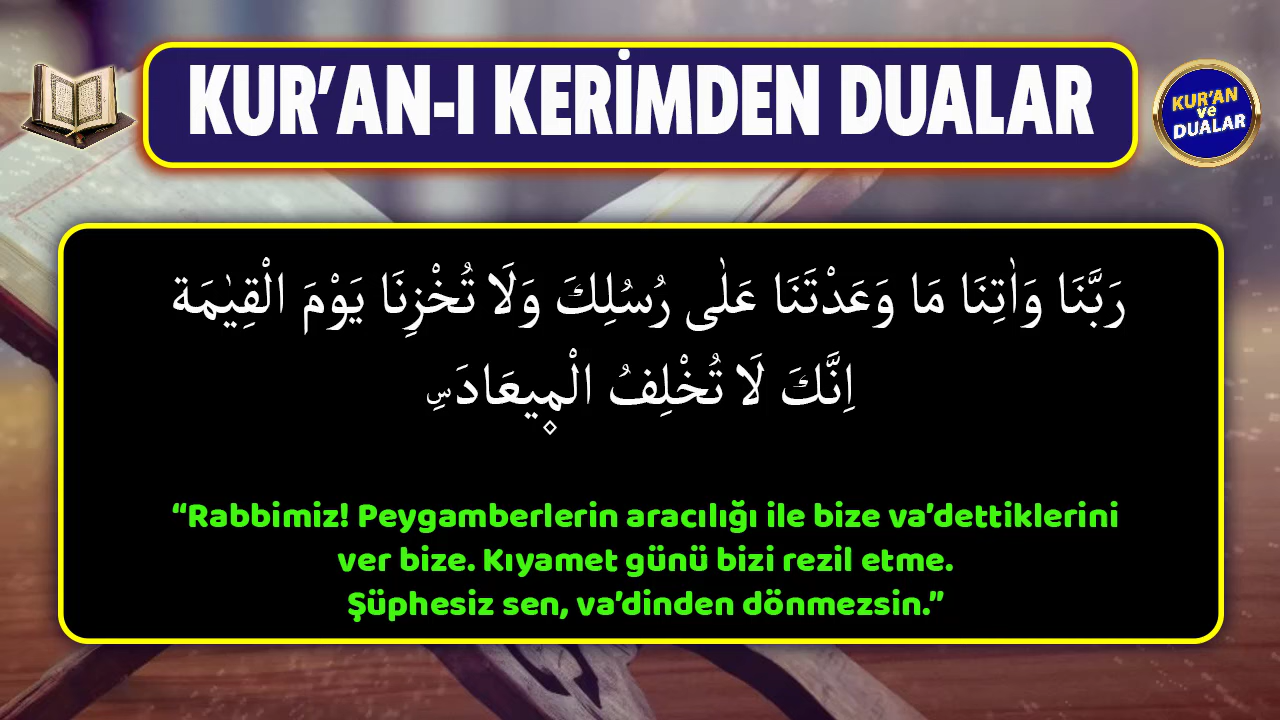 KUR’AN-I KERİMDEN DUALAR
KUR’AN
ve
DUALAR
رَبَّنَا وَاٰتِنَا مَا وَعَدْتَنَا عَلٰى رُسُلِكَ وَلَا تُخْزِنَا يَوْمَ الْقِيٰمَة
اِنَّكَ لَا تُخْلِفُ الْمٖيعَادَسِ
“Rabbimiz! Peygamberlerin aracılığı ile bize va’dettiklerini
ver bize. Kıyamet günü bizi rezil etme.
Şüphesiz sen, va’dinden dönmezsin.”